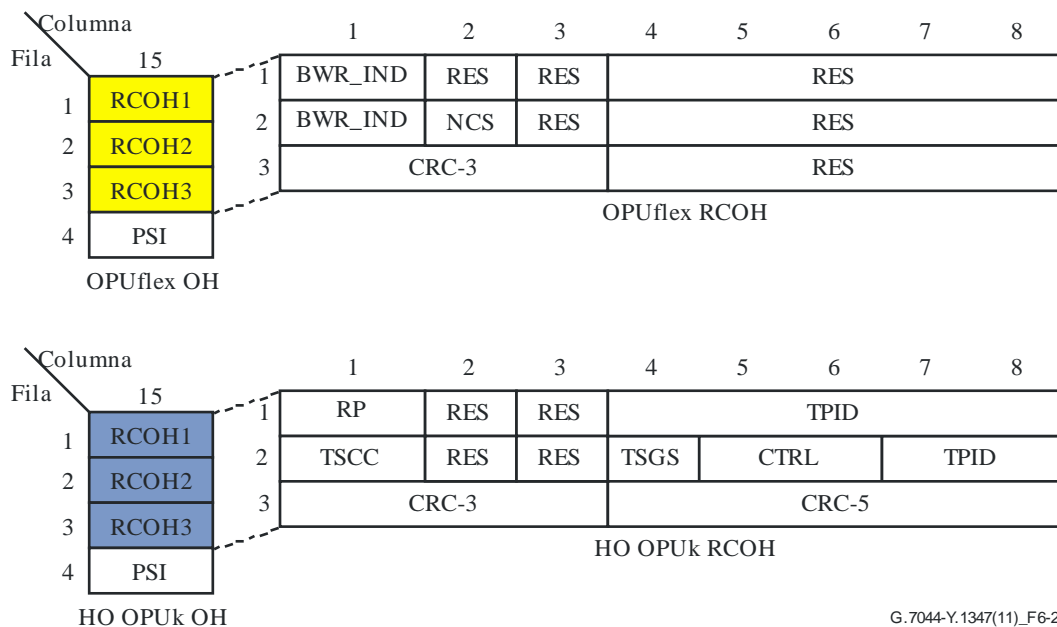 Columna
Fila
15
1 2 3 4 5 6 7 8
1 RCOH1
2 RCOH2
3 RCOH3
4 PSI
OPUflex OH
1 BWR_IND RES RES RES
2 BWR_IND NCS RES RES
3 CRC-3 RES
OPUflex RCOH
Columna
Fila
15
1 2 3 4 5 6 7 8
1 RCOH1
2 RCOH2
3 RCOH3
4 PSI
HO OPUk OH
1 RP RES RES TPID
2 TSCC RES RES TSGS CTRL TPID
3 CRC-3 CRC-5
HO OPUk RCOH
G.7044-Y.1347(11)_F6-2